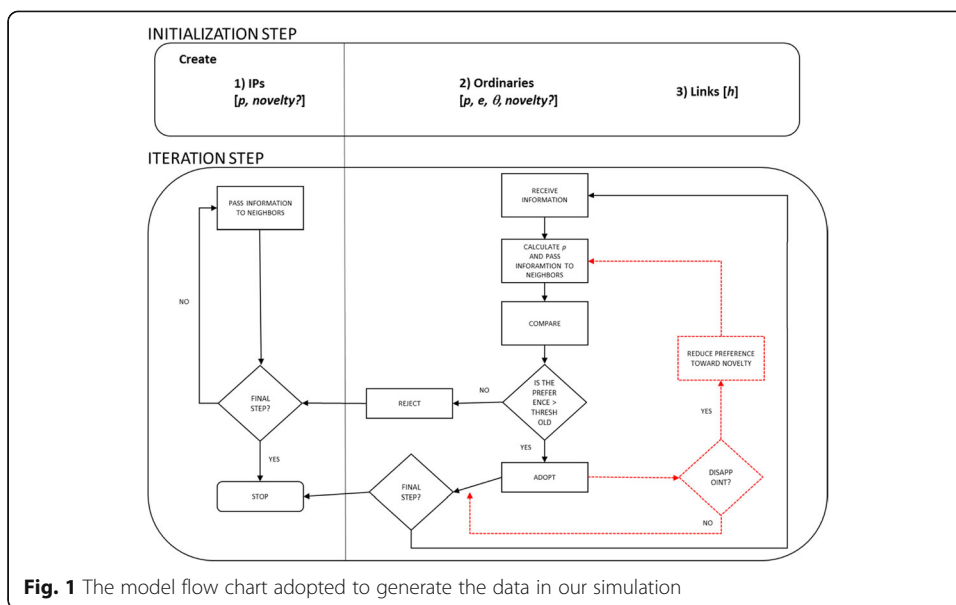 INITIALIZATION STEP
Create
1) IPs
[p, novelty?]
2) Ordinaries
[p, e, θ, novelty?]
3) Links [h]
ITERATION STEP
PASS INFORMATION
TO NEIGHBORS
NO
FINAL
STEP?
YES
STOP
RECEIVE
INFORMATION
CALCULATE p
AND PASS
INFORAMTION TO
NEIGHBORS
COMPARE
IS THE
PREFER
ENCE >
THRESH
OLD
NO
REJECT
YES
ADOPT
FINAL
STEP?
REDUCE PREFERENCE
TOWARD NOVELTY
YES
DISAPP
OINT?
NO
Fig. 1 The model flow chart adopted to generate the data in our simulation